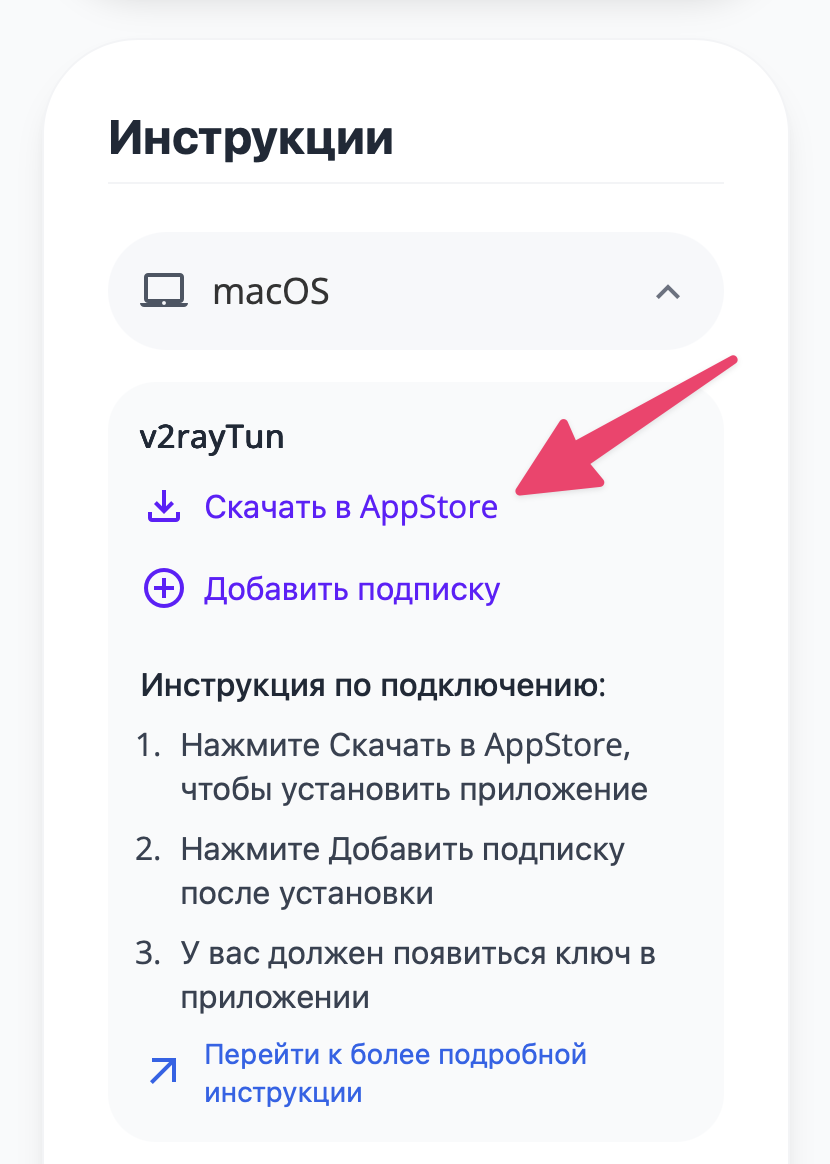 Инструкции
macOS
v2rayTun
Скачать в AppStore
Добавить подписку
Инструкция по подключению:
1. Нажмите Скачать в AppStore,
чтобы установить приложение
2. Нажмите Добавить подписку
после установки
3. У вас должен появиться ключ в
приложении
Перейти к более подробной
инструкции